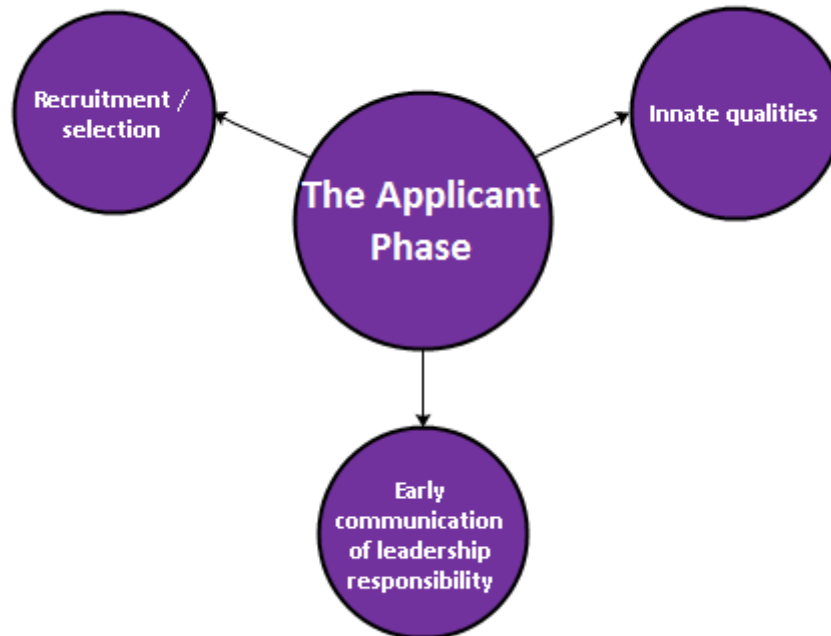 Recruitment /
selection
The Applicant
Phase
Innate qualities
Early
communication
of leadership
responsibility